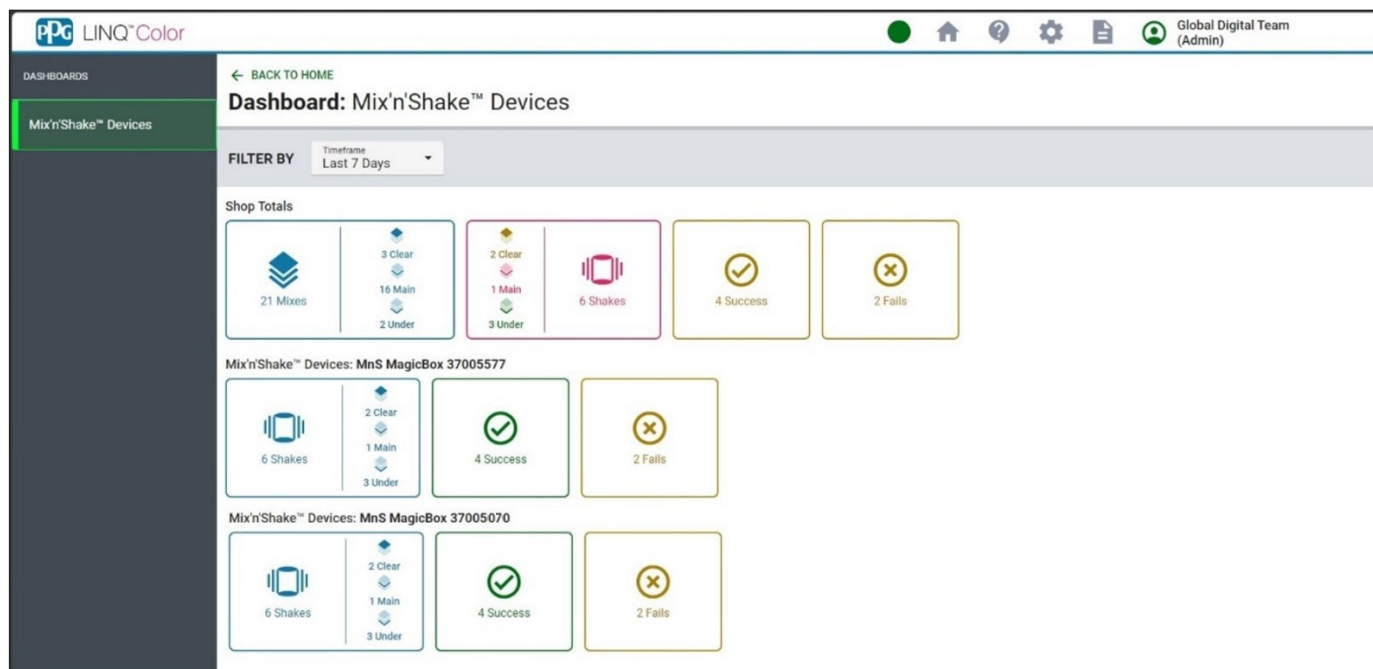 PPG LINQ™Color
Global Digital Team
(Admin)
DASHBOARDS
Mix'n'Shake™ Devices
← BACK TO HOME
Dashboard: Mix'n'Shake™ Devices
FILTER BY
Timeframe
Last 7 Days
Shop Totals
21 Mixes
3 Clear
16 Main
2 Under
2 Clear
1 Main
3 Under
6 Shakes
4 Success
2 Fails
Mix'n'Shake™ Devices: MnS MagicBox 37005577
6 Shakes
2 Clear
1 Main
3 Under
4 Success
2 Fails
Mix'n'Shake™ Devices: MnS MagicBox 37005070
6 Shakes
2 Clear
1 Main
3 Under
4 Success
2 Fails